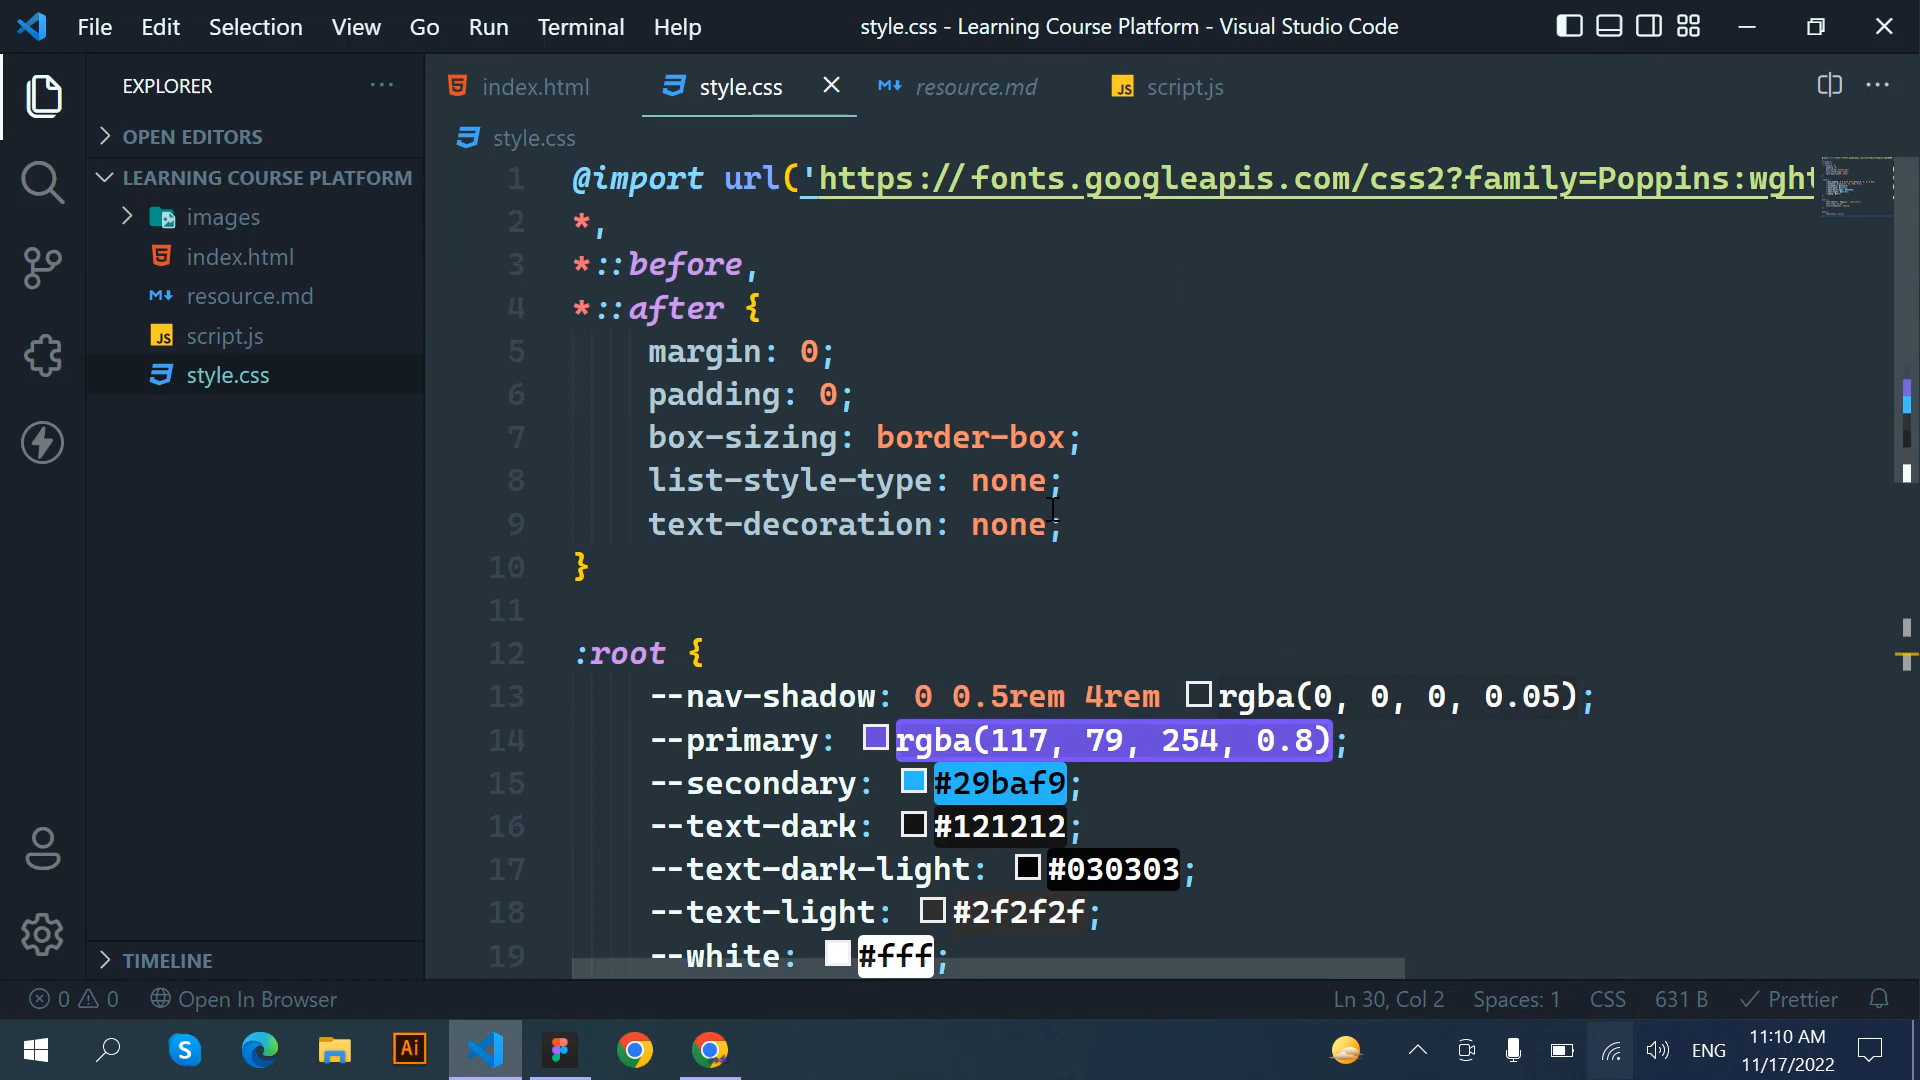 File Edit Selection View Go Run Terminal Help style.css - Learning Course Platform - Visual Studio Code
EXPLORER
index.html style.css resource.md script.js
OPEN EDITORS
style.css
LEARNING COURSE PLATFORM
images
index.html
resource.md
script.js
style.css
TIMELINE
1 @import url('https://fonts.googleapis.com/css2?family=Poppins:wght
2 *,
3 *::before,
4 *::after {
5 margin: 0;
6 padding: 0;
7 box-sizing: border-box;
8 list-style-type: none;
9 text-decoration: none;
10 }
11
12 :root {
13 --nav-shadow: 0 0.5rem 4rem rgba(0, 0, 0, 0.05);
14 --primary: rgba(117, 79, 254, 0.8);
15 --secondary: #29baf9;
16 --text-dark: #121212;
17 --text-dark-light: #030303;
18 --text-light: #2f2f2f;
19 --white: #fff;
0 0 Open In Browser Ln 30, Col 2 Spaces: 1 CSS 631 B Prettier
ENG 11:10 AM
11/17/2022